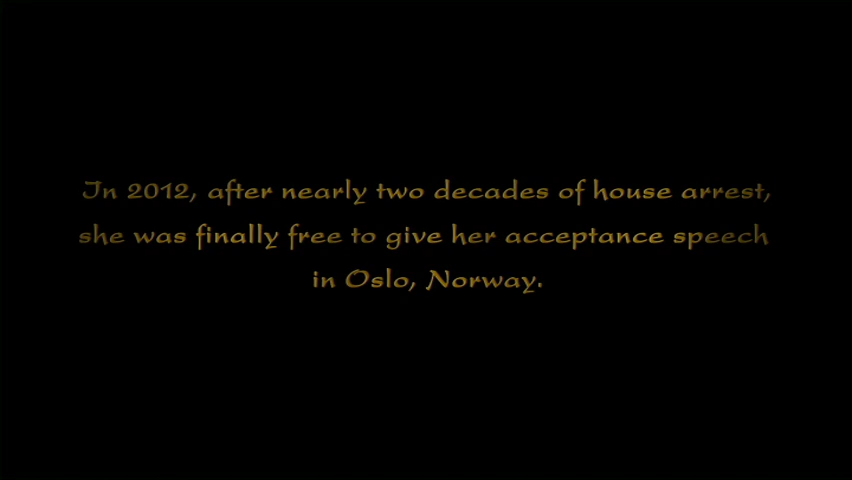 In 2012, after nearly two decades of house arrest,
she was finally free to give her acceptance speech
in Oslo, Norway.